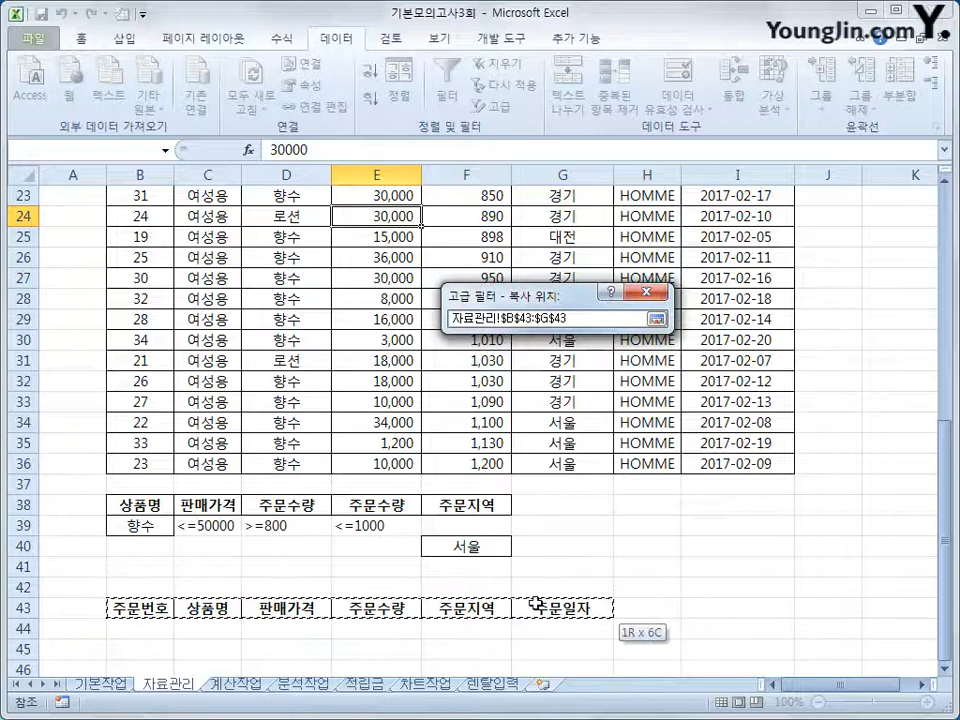 기본모의고사3회 - Microsoft Excel
Younglin.com Y.
파일 홈 삽입 페이지 레이아웃 수식 데이터 검토 보기 개발 도구 추가 기능
Access 웹 텍스트 기타 원본 기존 연결 모두 새로 고침 연결 속성 연결 편집 정렬 필터 지우기 다시 적용 고급 텍스트 나누기 중복된 항목 제거 데이터 유효성 검사 통합 가상 분석 그룹 그룹 해제 부분합
외부 데이터 가져오기 연결 정렬 및 필터 데이터 도구 윤곽선
fx 30000
A B C D E F G H I J K
23 31 여성용 향수 30,000 850 경기 HOMME 2017-02-17
24 24 여성용 로션 30,000 890 경기 HOMME 2017-02-10
25 19 여성용 향수 15,000 898 대전 HOMME 2017-02-05
26 25 여성용 향수 36,000 910 경기 HOMME 2017-02-11
27 30 여성용 향수 30,000 950 경기 HOMME 2017-02-16
28 32 여성용 향수 8,000 HOMME 2017-02-18
29 28 여성용 향수 16,000 HOMME 2017-02-14
30 34 여성용 향수 3,000 1,010 서울 HOMME 2017-02-20
31 21 여성용 로션 18,000 1,030 경기 HOMME 2017-02-07
32 26 여성용 향수 18,000 1,030 경기 HOMME 2017-02-12
33 27 여성용 향수 10,000 1,090 경기 HOMME 2017-02-13
34 22 여성용 향수 34,000 1,100 서울 HOMME 2017-02-08
35 33 여성용 향수 1,200 1,130 서울 HOMME 2017-02-19
36 23 여성용 향수 10,000 1,200 서울 HOMME 2017-02-09
37
38 상품명 판매가격 주문수량 주문수량 주문지역
39 향수 <=50000 >=800 <=1000
40 서울
41
42
43 주문번호 상품명 판매가격 주문수량 주문지역 주문일자
44
45
46
고급 필터 - 복사 위치:
자료관리!$B$43:$G$43
1R x 6C
기본작업 자료관리 계산작업 분석작업 적립금 차트작업 렌탈입력
참조 100%